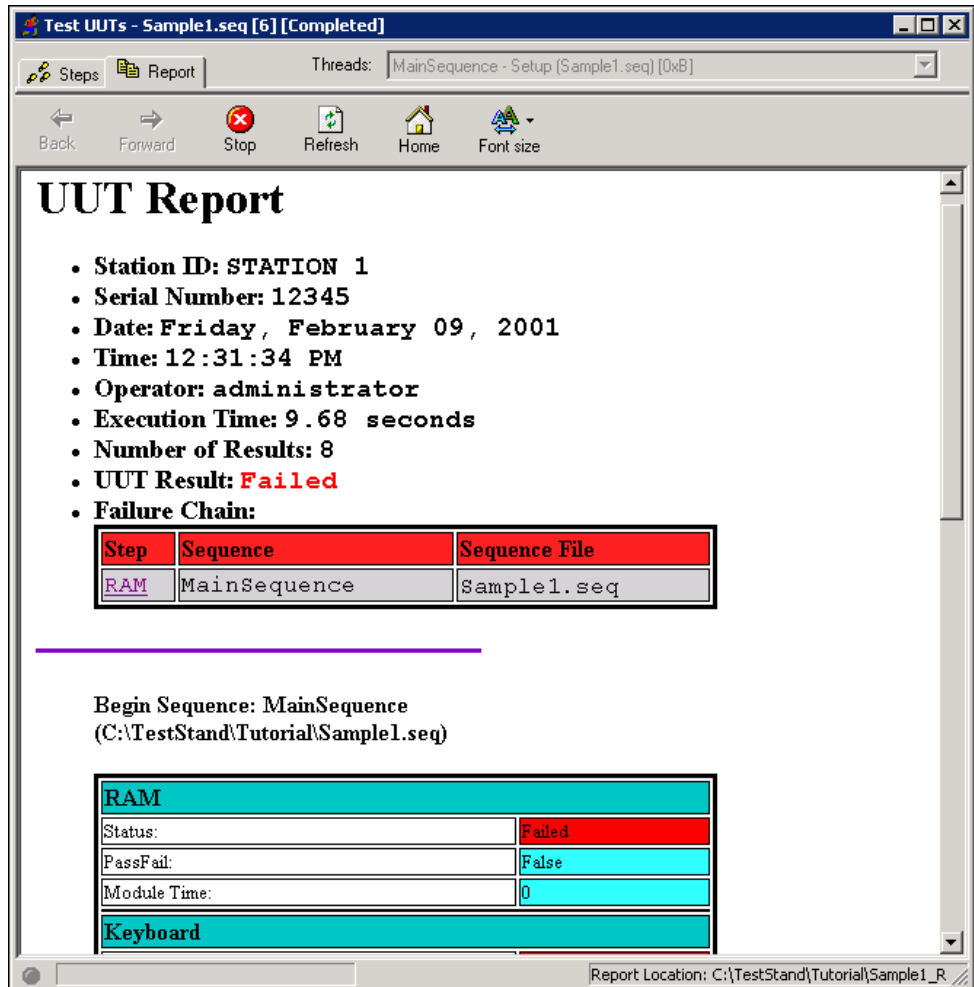 Test UUTs - Sample1.seq [6] [Completed]
Steps Report Threads: MainSequence - Setup (Sample1.seq) [0xB]
Back Forward Stop Refresh Home Font size
UUT Report
• Station ID: STATION 1
• Serial Number: 12345
• Date: Friday, February 09, 2001
• Time: 12:31:34 PM
• Operator: administrator
• Execution Time: 9.68 seconds
• Number of Results: 8
• UUT Result: Failed
• Failure Chain:
Step Sequence Sequence File
RAM MainSequence Sample1.seq
Begin Sequence: MainSequence
(C:\TestStand\Tutorial\Sample1.seq)
RAM
Status: Failed
PassFail: False
Module Time: 0
Keyboard
Report Location: C:\TestStand\Tutorial\Sample1_R